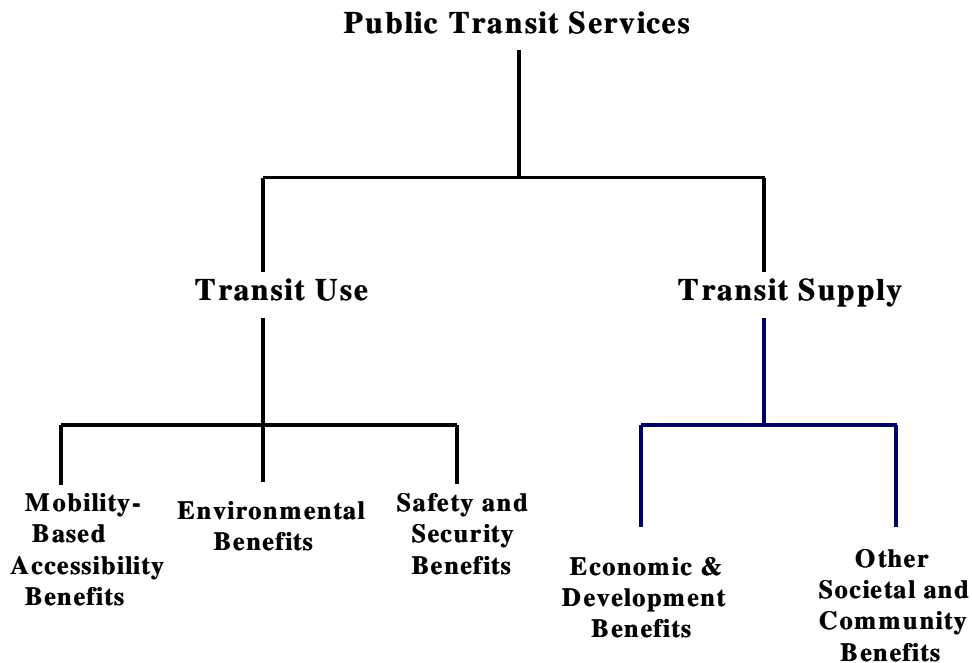 Public Transit Services
Transit Use
Transit Supply
Mobility-
Based
Accessibility
Benefits
Environmental
Benefits
Safety and
Security
Benefits
Economic &
Development
Benefits
Other
Societal and
Community
Benefits